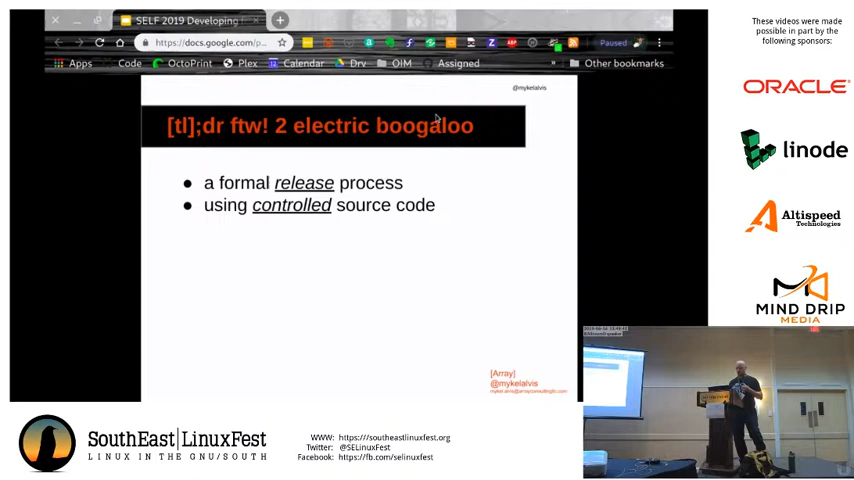 SELF 2019 Developing
https://docs.google.com/p...
Paused
Apps
Code
OctoPrint
Plex
Calendar
Drv
OIM
Assigned
»
Other bookmarks
@mykelalvis
[tl];dr ftw! 2 electric boogaloo
● a formal release process
● using controlled source code
[Array]
@mykelalvis
These videos were made
possible in part by the
following sponsors:
ORACLE
linode
Altispeed
Technologies
MIND DRIP
MEDIA
SouthEast|LinuxFest
LINUX IN THE GNU/SOUTH
WWW: https://southeastlinuxfest.org
Twitter: @SELinuxFest
Facebook: https://fb.com/selinuxfest